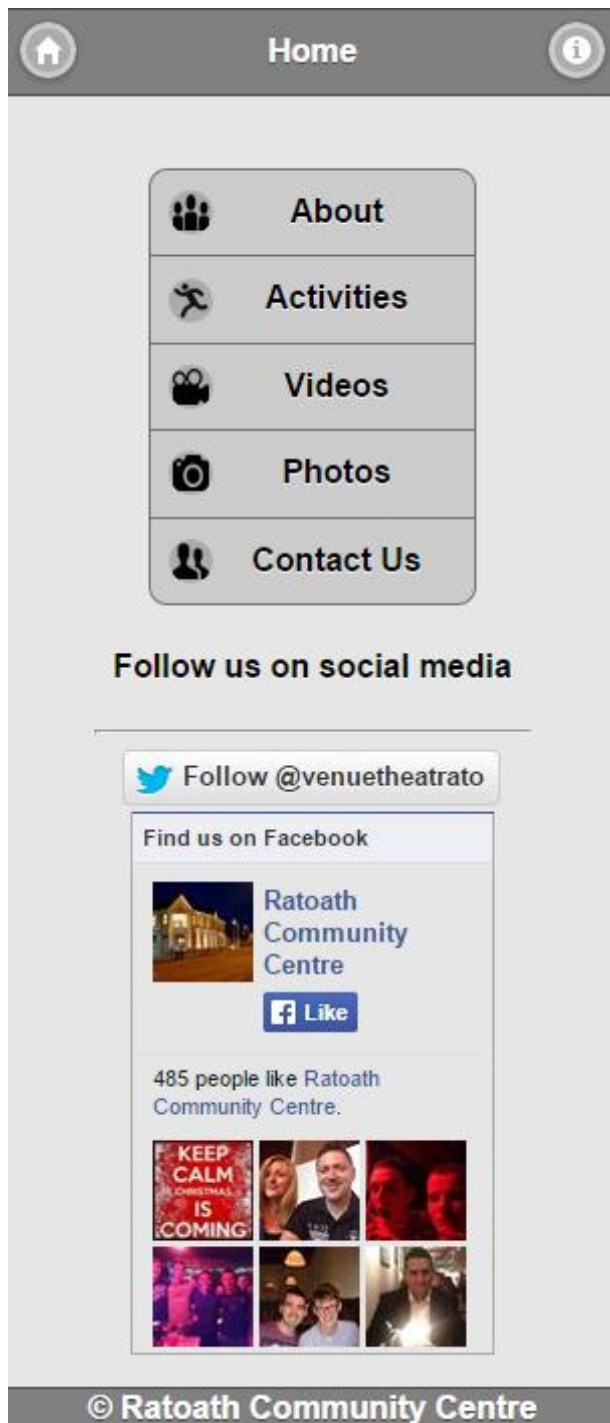 Home
About
Activities
Videos
Photos
Contact Us
Follow us on social media
Follow @venuetheatrato
Find us on Facebook
Ratoath
Community
Centre
Like
485 people like Ratoath
Community Centre.
KEEP
CALM
CHRISTMAS
IS
COMING
© Ratoath Community Centre